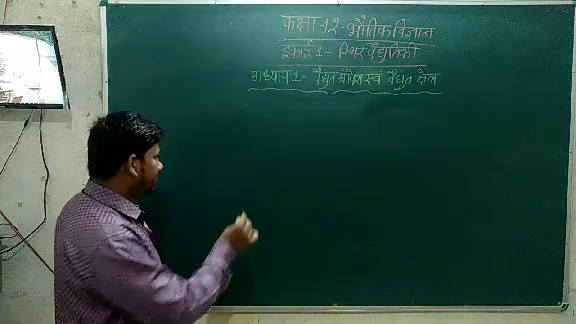 कक्षा-12-भौतिक विज्ञान
इकाई 1- स्थिर वैद्युतिकी
अध्याय 1- वैद्युत आवेश एवं वैद्युत क्षेत्र